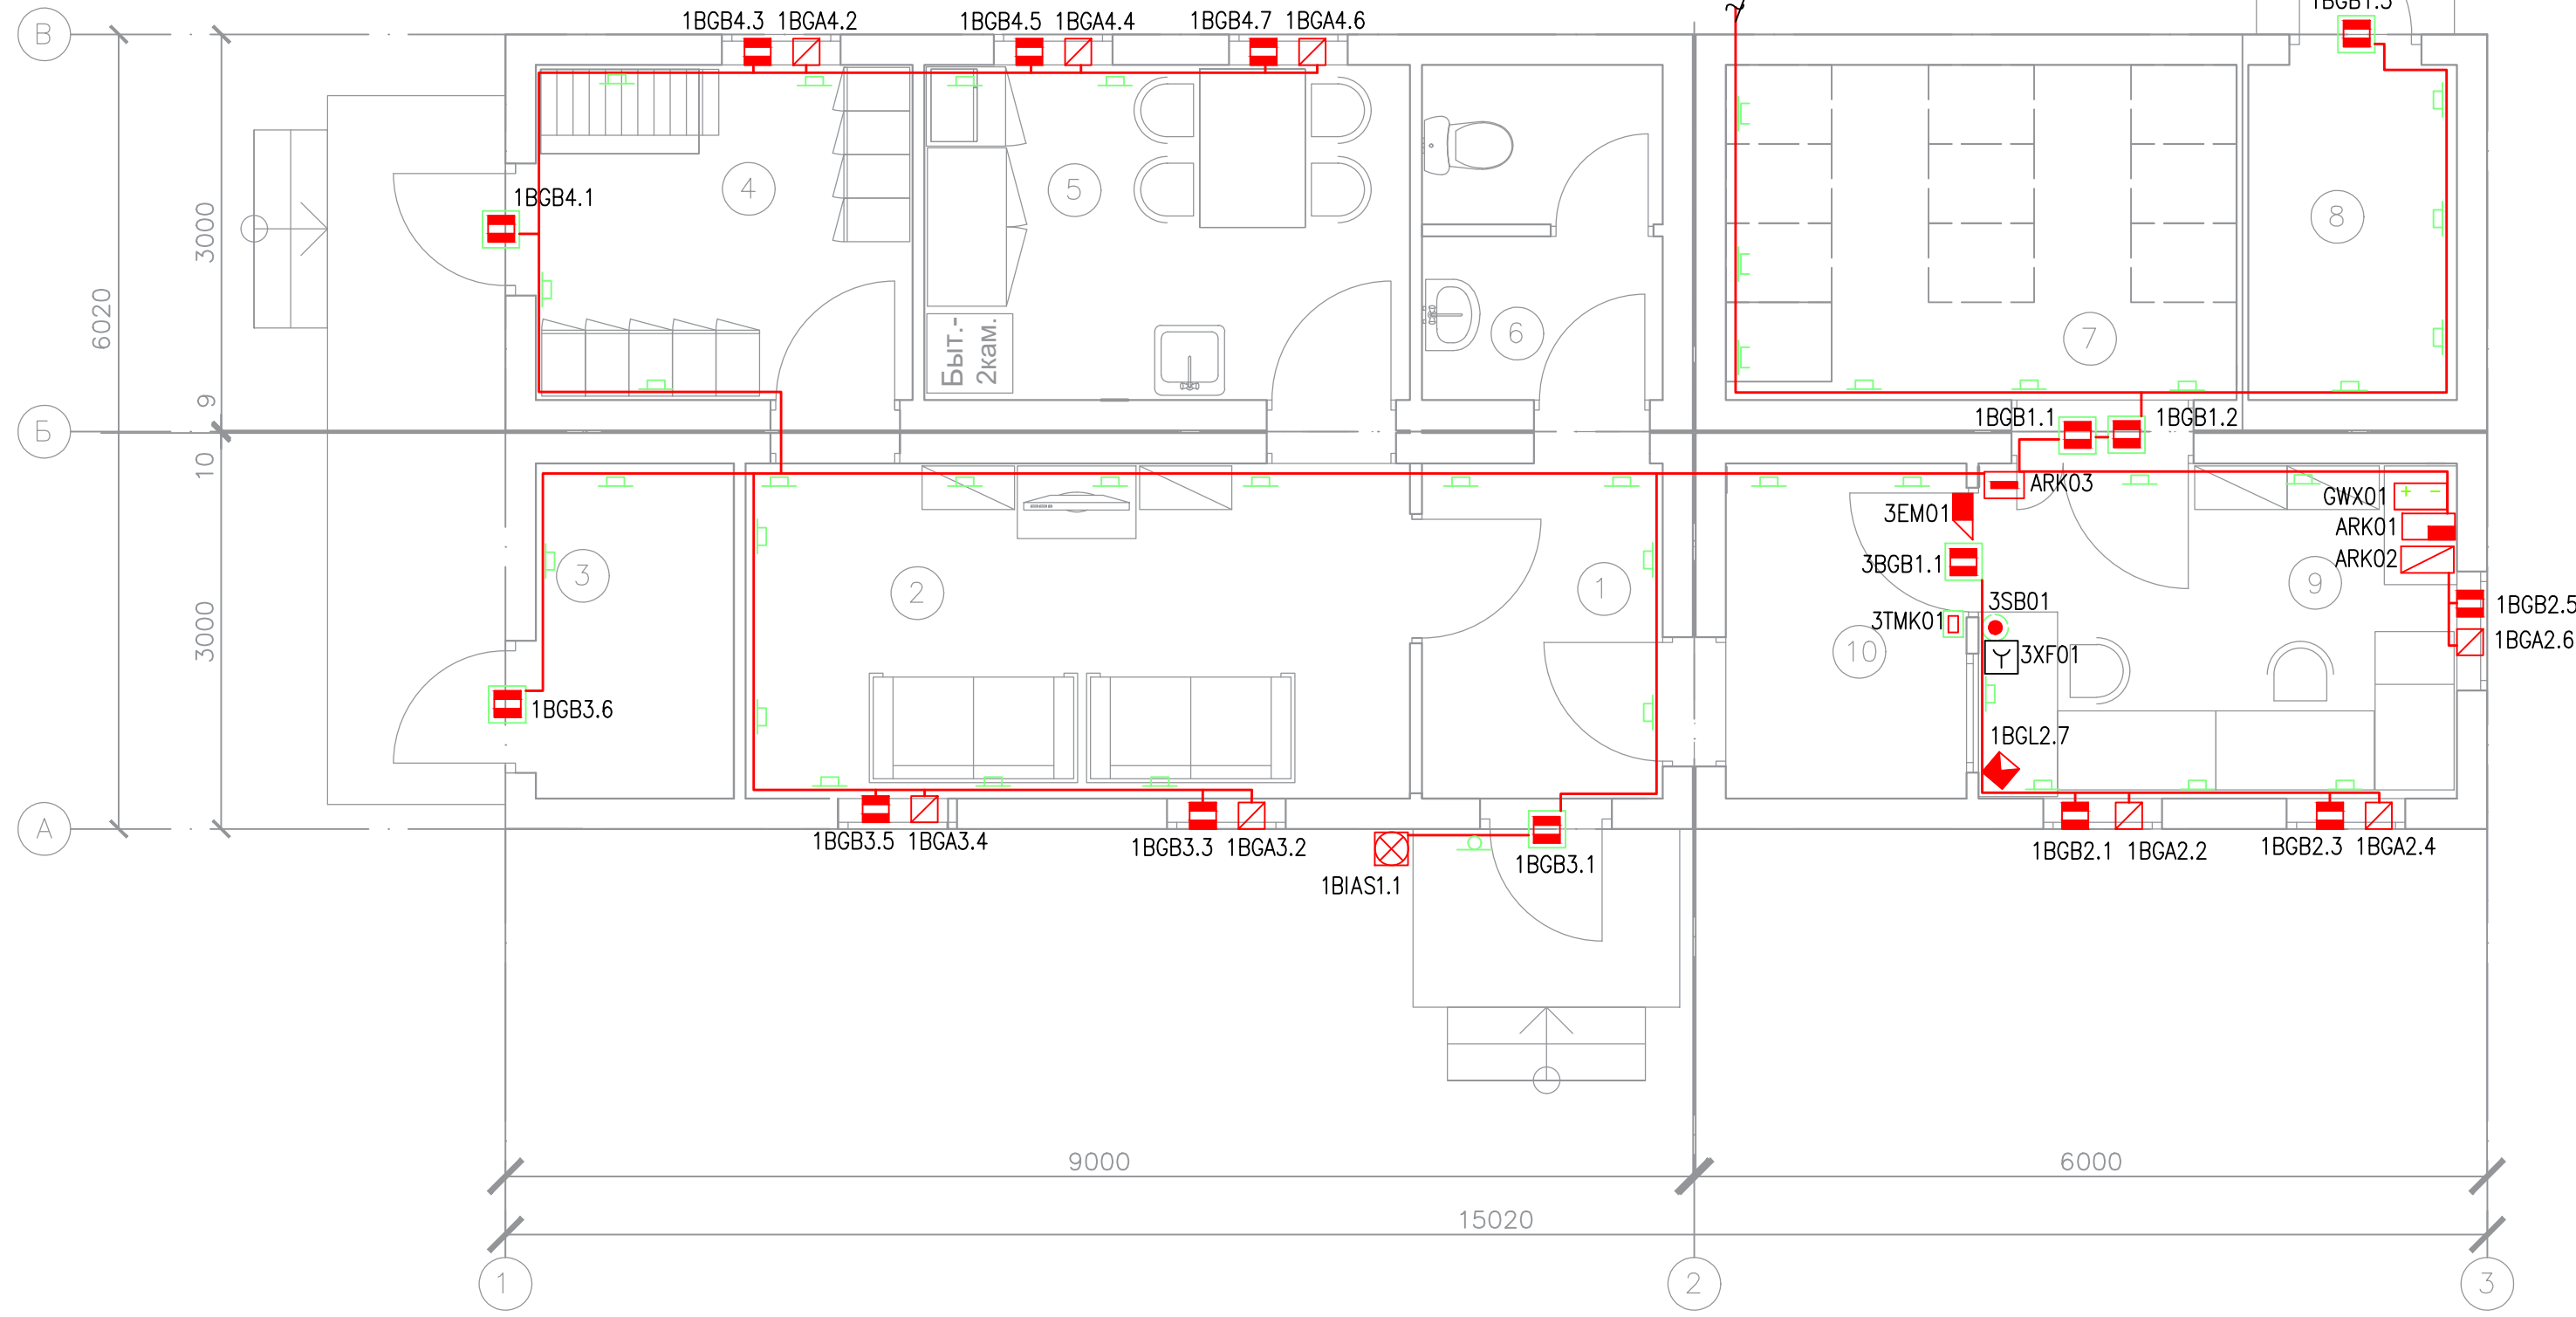 1BGB4.3 1BGA4.2 1BGB4.5 1BGA4.4 1BGB4.7 1BGA4.6
В
1BGB4.1
4
5
8
3000
6020
Быт.-
2кам.
6
7
9
Б
10
1BGB1.1
1BGB1.2
ARK03
GWX01
3EM01
ARK01
ARK02
3BGB1.1
3
2
1
9
3SB01
1BGB2.5
3TMK01
3000
10
3XF01
1BGA2.6
1BGB3.6
1BGL2.7
А
1BGB3.5 1BGA3.4
1BGB3.3 1BGA3.2
1BGB3.1
1BIAS1.1
1BGB2.1 1BGA2.2
1BGB2.3 1BGA2.4
9000
6000
15020
1
2
3